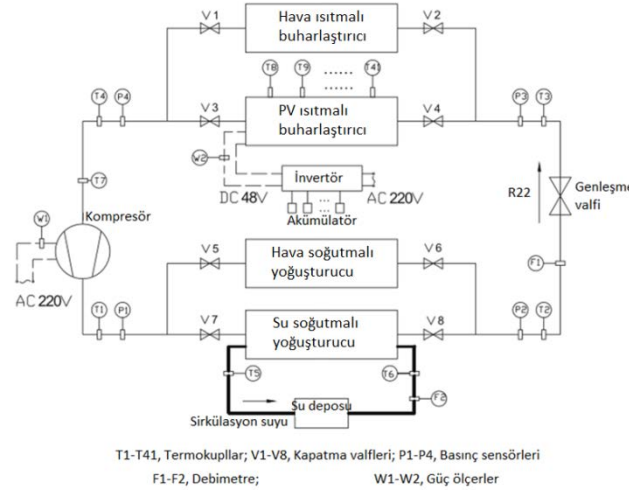 V1
Hava ısıtmalı
buharlaştırıcı
V2
T8 T9 ...... T41
T4 P4
V3
PV ısıtmalı
buharlaştırıcı
V4
P3 T3
W2
T7
İnvertör
DC 48V
AC 220V
Akümülatör
R22
Genleşme
valfi
W1
Kompresör
AC 220V
V5
Hava soğutmalı
yoğuşturucu
V6
F1
T1 P1
V7
Su soğutmalı
yoğuşturucu
V8
P2 T2
T5
T6
F2
Su deposu
Sirkülasyon suyu
T1-T41, Termokupllar; V1-V8, Kapatma valfleri; P1-P4, Basınç sensörleri
F1-F2, Debimetre; W1-W2, Güç ölçerler